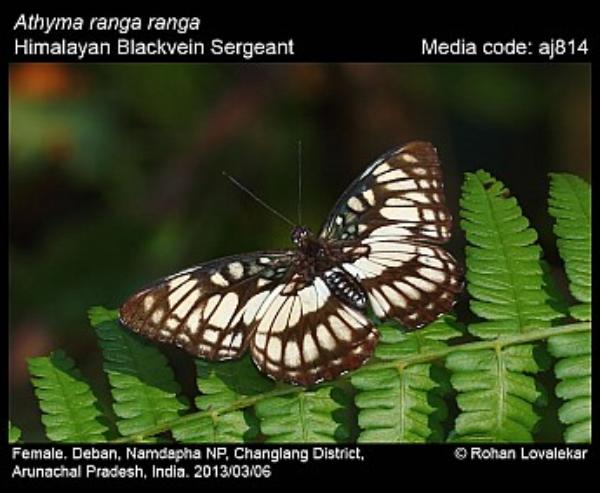 Athyma ranga ranga
Himalayan Blackvein Sergeant Media code: aj814
Female. Deban, Namdapha NP, Changlang District, © Rohan Lovalekar
Arunachal Pradesh, India. 2013/03/06